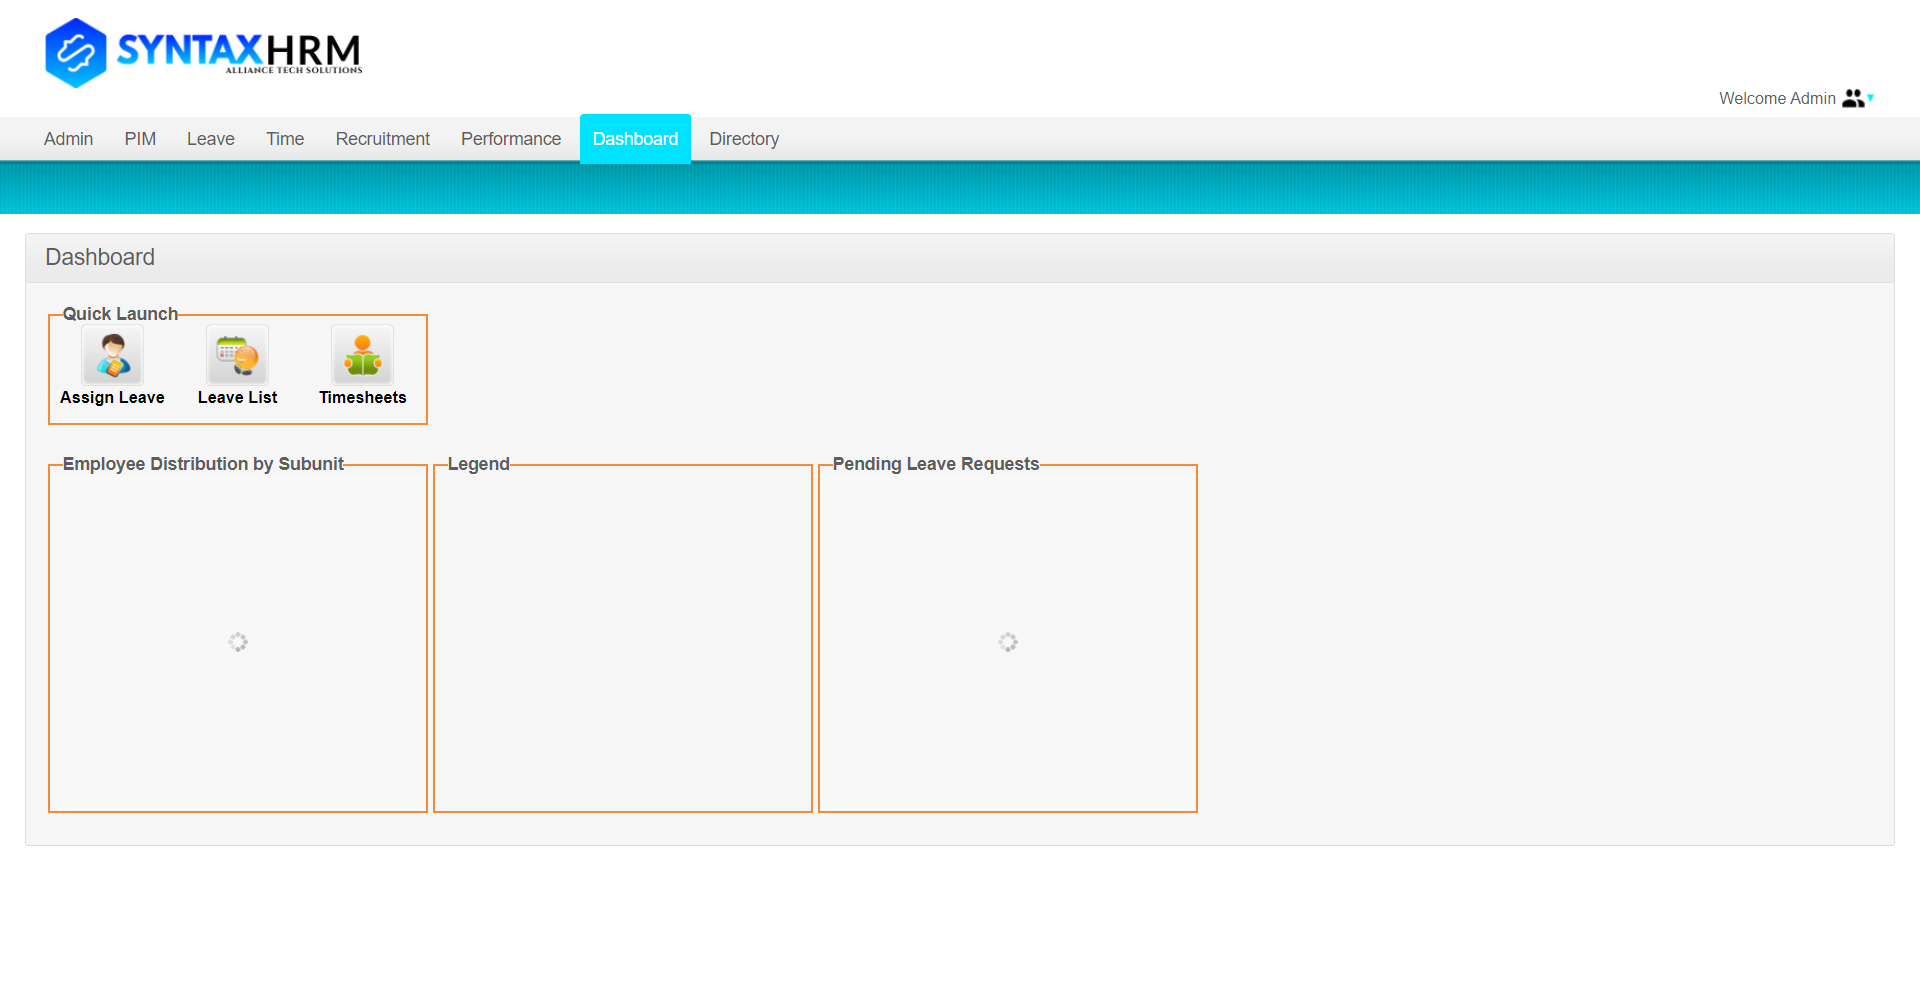 SYNTAXHRM
ALLIANCE TECH SOLUTIONS
Welcome Admin
Admin PIM Leave Time Recruitment Performance Dashboard Directory
Dashboard
Quick Launch
Assign Leave Leave List Timesheets
Employee Distribution by Subunit Legend Pending Leave Requests